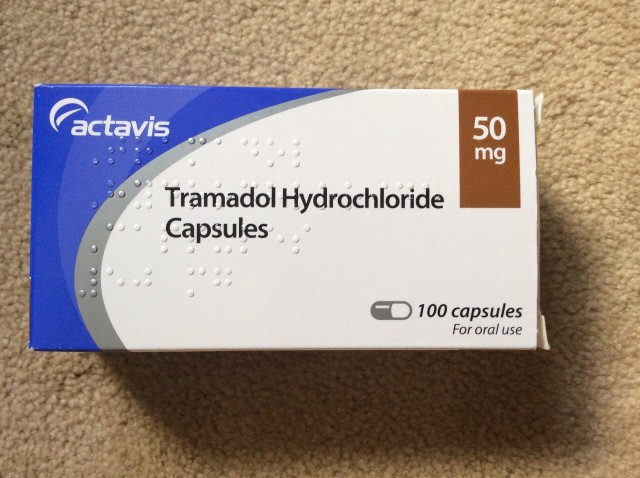 actavis
50
mg
Tramadol Hydrochloride
Capsules
100 capsules
For oral use